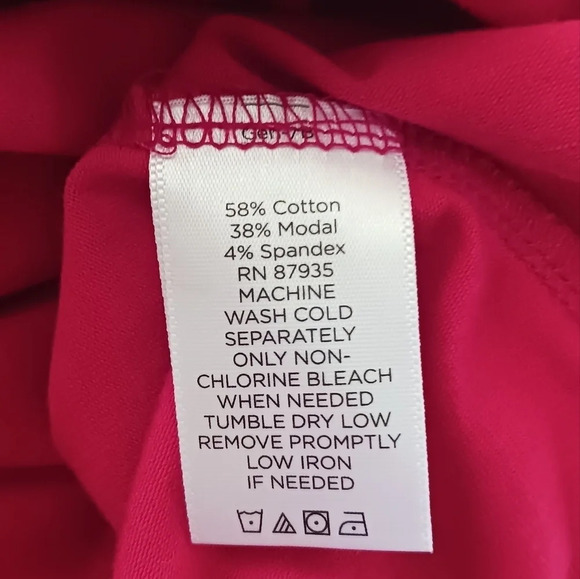 58% Cotton
38% Modal
4% Spandex
RN 87935
MACHINE
WASH COLD
SEPARATELY
ONLY NON-
CHLORINE BLEACH
WHEN NEEDED
TUMBLE DRY LOW
REMOVE PROMPTLY
LOW IRON
IF NEEDED